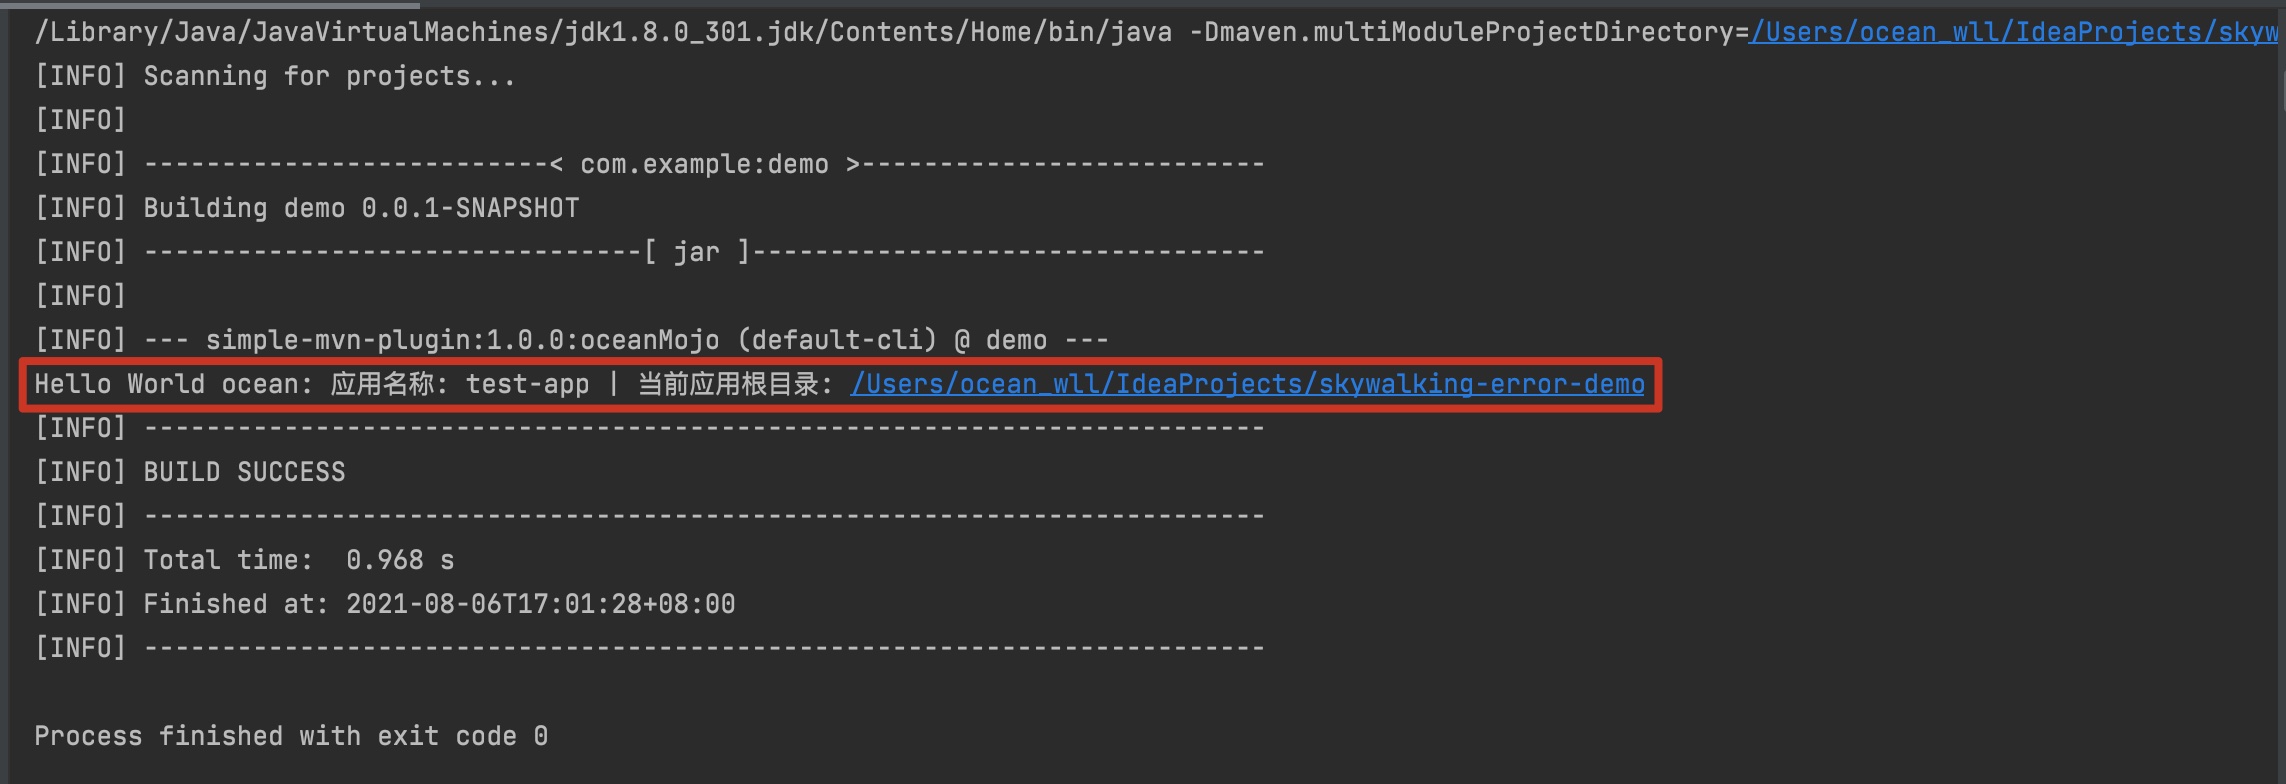 /Library/Java/JavaVirtualMachines/jdk1.8.0_301.jdk/Contents/Home/bin/java -Dmaven.multiModuleProjectDirectory=/Users/ocean_wll/IdeaProjects/skyw
[INFO] Scanning for projects...
[INFO]
[INFO] --------------------------< com.example:demo >--------------------------
[INFO] Building demo 0.0.1-SNAPSHOT
[INFO] --------------------------------[ jar ]---------------------------------
[INFO]
[INFO] --- simple-mvn-plugin:1.0.0:oceanMojo (default-cli) @ demo ---
Hello World ocean: 应用名称: test-app | 当前应用根目录: /Users/ocean_wll/IdeaProjects/skywalking-error-demo
[INFO] ------------------------------------------------------------------------
[INFO] BUILD SUCCESS
[INFO] ------------------------------------------------------------------------
[INFO] Total time:  0.968 s
[INFO] Finished at: 2021-08-06T17:01:28+08:00
[INFO] ------------------------------------------------------------------------
Process finished with exit code 0